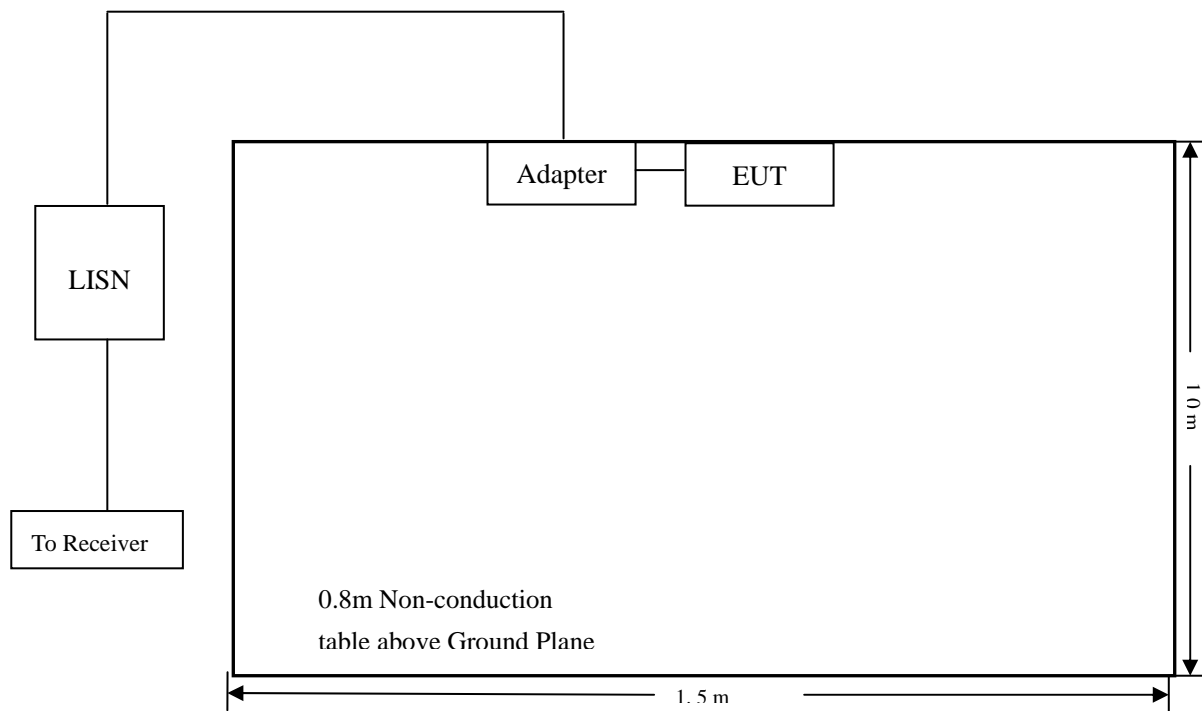 Adapter
EUT
LISN
1 0 m
To Receiver
0.8m Non-conduction
table above Ground Plane
1. 5 m